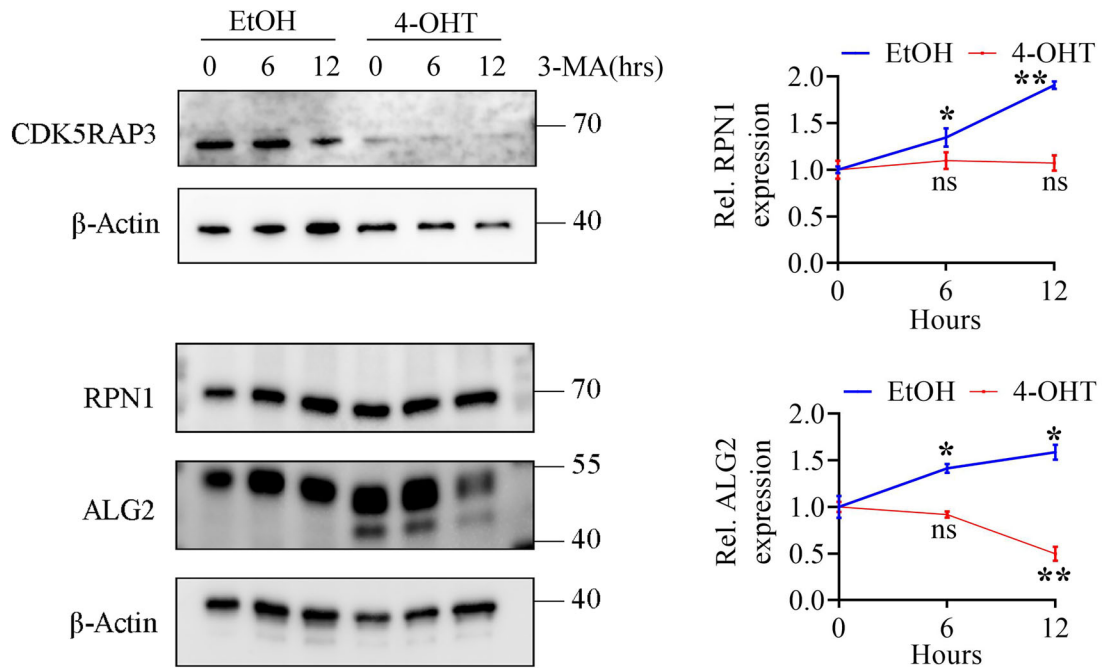 EtOH 4-OHT
0 6 12 0 6 12 3-MA(hrs)
CDK5RAP3 70
β-Actin 40
RPN1 70
ALG2 55
40
β-Actin 40
EtOH 4-OHT
Rel. RPN1
expression
2.0
1.5
1.0
0.5
0.0
* **
ns ns
0 6 12
Hours
EtOH 4-OHT
Rel. ALG2
expression
2.0
1.5
1.0
0.5
0.0
* *
ns **
0 6 12
Hours